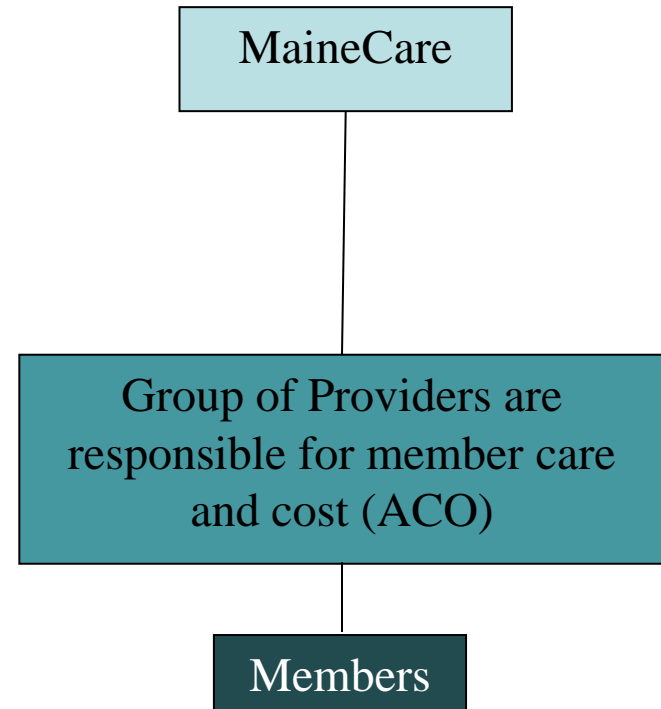 MaineCare
Group of Providers are
responsible for member care
and cost (ACO)
Members